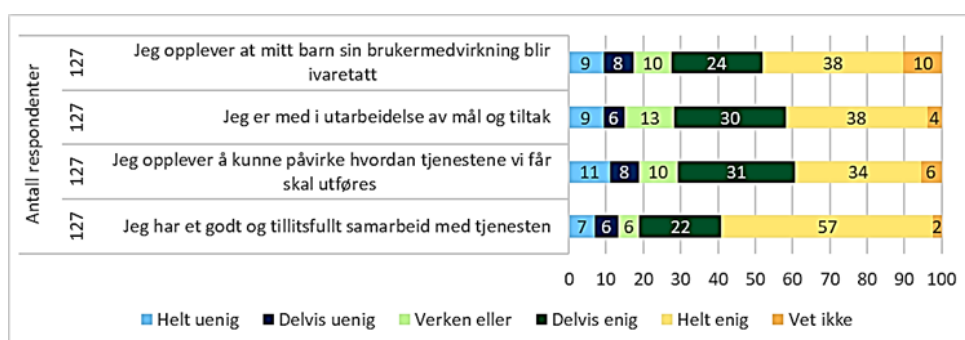 Antall respondenter
127
Jeg opplever at mitt barn sin brukermedvirkning blir
ivaretatt
9 8 10 24 38 10
127
Jeg er med i utarbeidelse av mål og tiltak
9 6 13 30 38 4
127
Jeg opplever å kunne påvirke hvordan tjenestene vi får
skal utføres
11 8 10 31 34 6
127
Jeg har et godt og tillitsfullt samarbeid med tjenesten
7 6 6 22 57 2
0 10 20 30 40 50 60 70 80 90 100
Helt uenig Delvis uenig Verken eller Delvis enig Helt enig Vet ikke